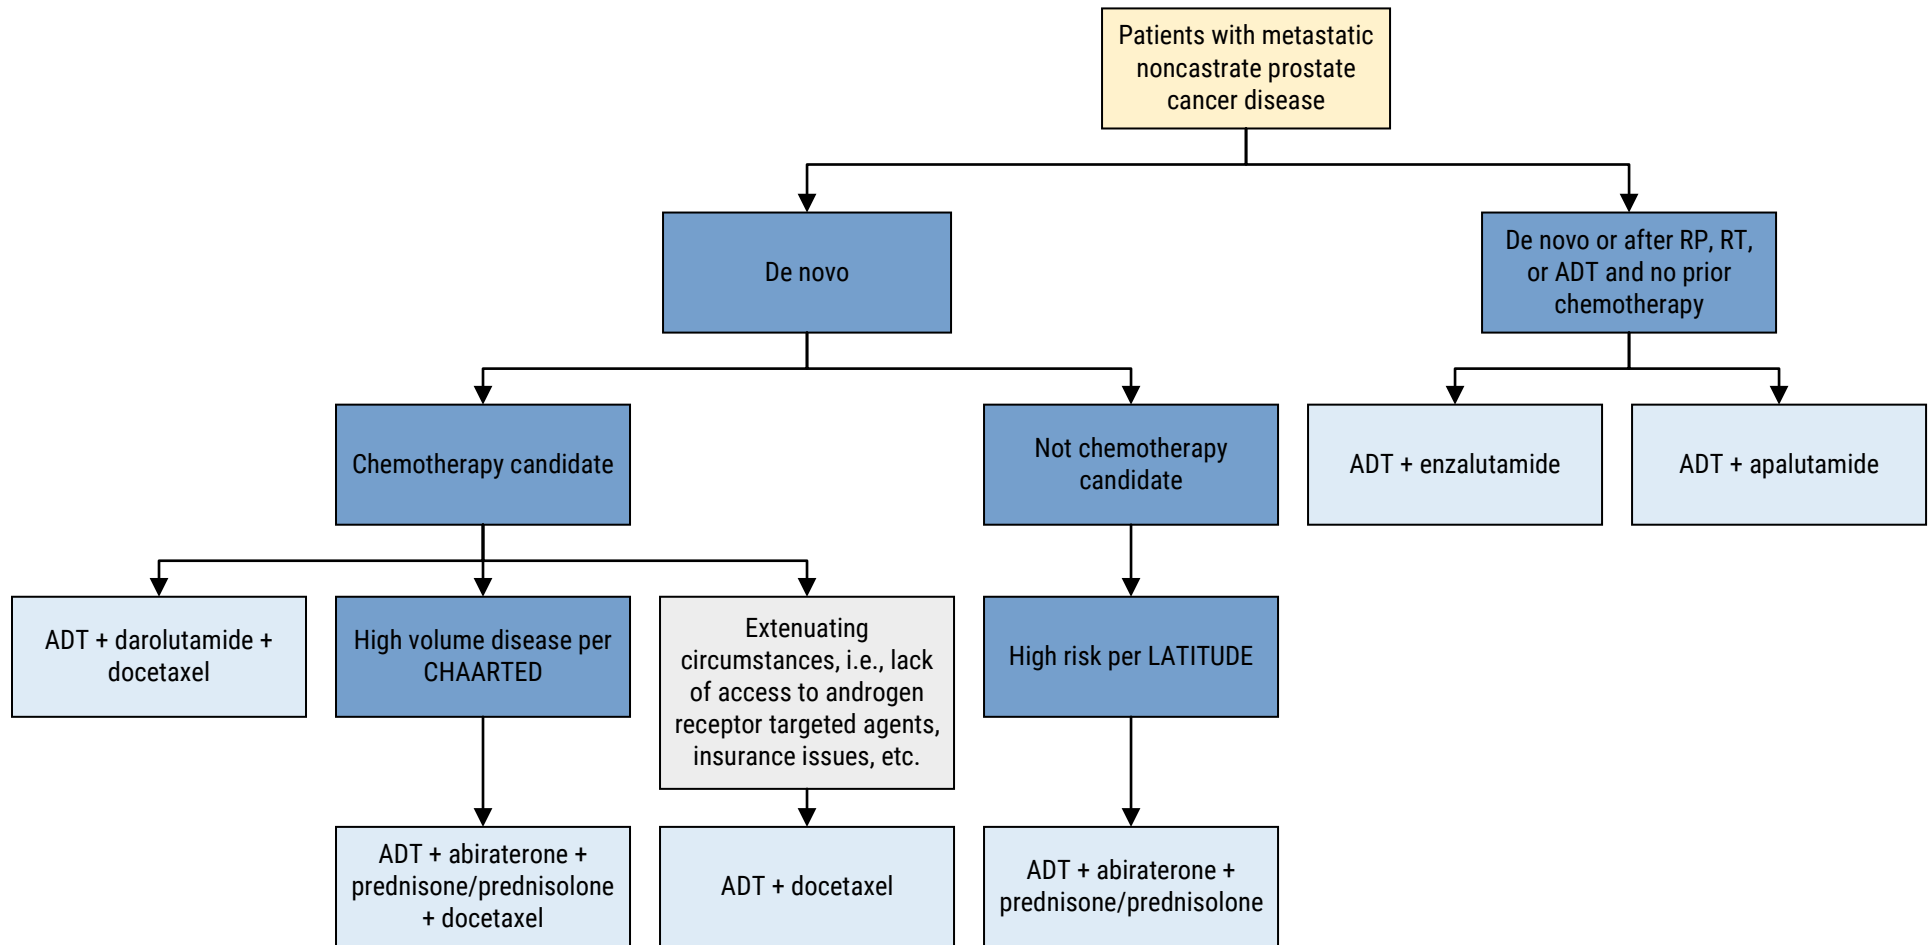 Patients with metastatic
noncastrate prostate
cancer disease
De novo
De novo or after RP, RT,
or ADT and no prior
chemotherapy
Chemotherapy candidate
Not chemotherapy
candidate
ADT + enzalutamide
ADT + apalutamide
ADT + darolutamide +
docetaxel
High volume disease per
CHAARTED
Extenuating
circumstances, i.e., lack
of access to androgen
receptor targeted agents,
insurance issues, etc.
High risk per LATITUDE
ADT + abiraterone +
prednisone/prednisolone
+ docetaxel
ADT + docetaxel
ADT + abiraterone +
prednisone/prednisolone